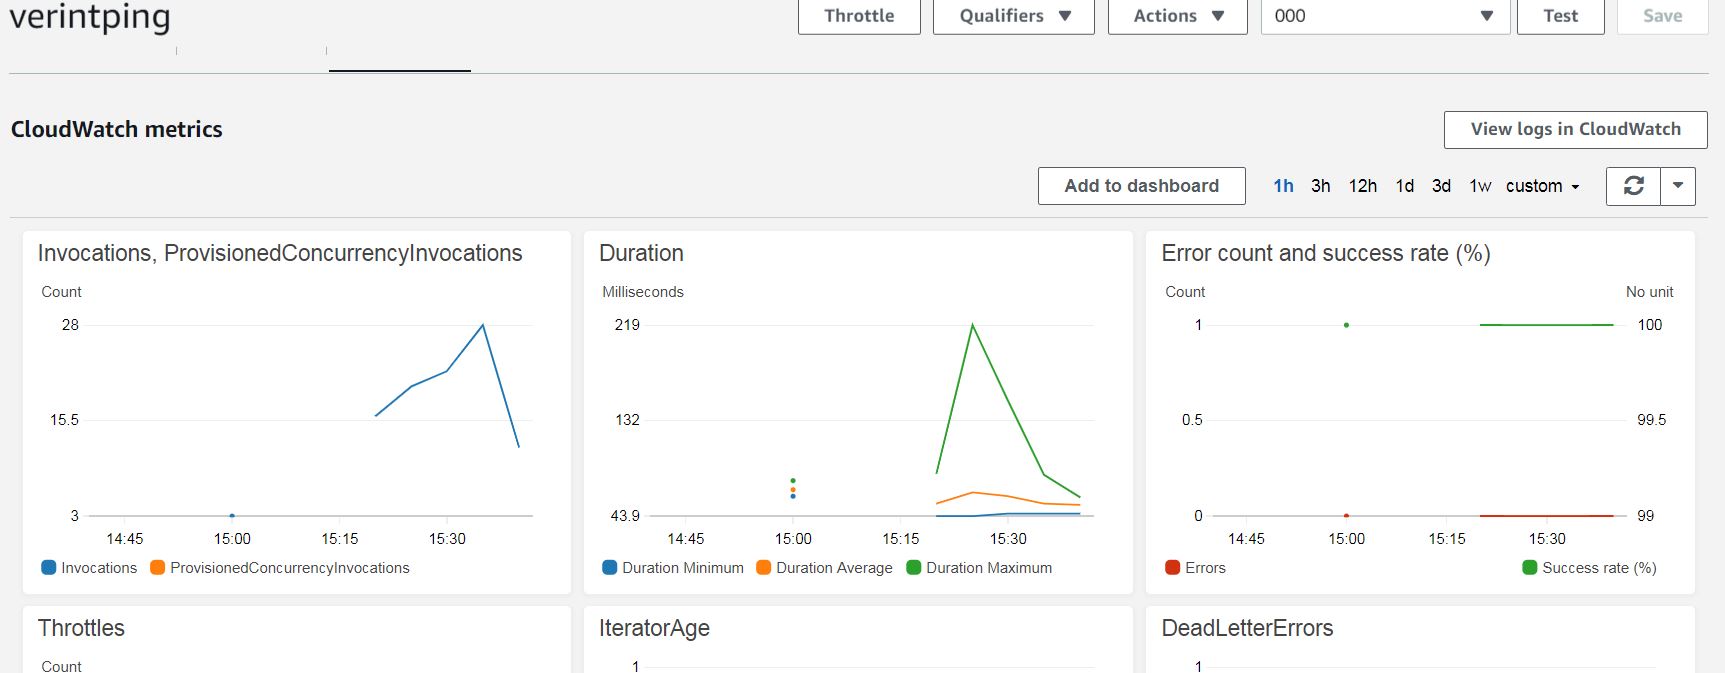 verintping
Throttle
Qualifiers
Actions
000
Test
Save
CloudWatch metrics
View logs in CloudWatch
Add to dashboard
1h 3h 12h 1d 3d 1w custom
Invocations, ProvisionedConcurrencyInvocations
Count
28
15.5
3
14:45 15:00 15:15 15:30
Invocations ProvisionedConcurrencyInvocations
Duration
Milliseconds
219
132
43.9
14:45 15:00 15:15 15:30
Duration Minimum Duration Average Duration Maximum
Error count and success rate (%)
Count No unit
1 100
0.5 99.5
0 99
14:45 15:00 15:15 15:30
Errors Success rate (%)
Throttles
Count
IteratorAge
1
DeadLetterErrors
1